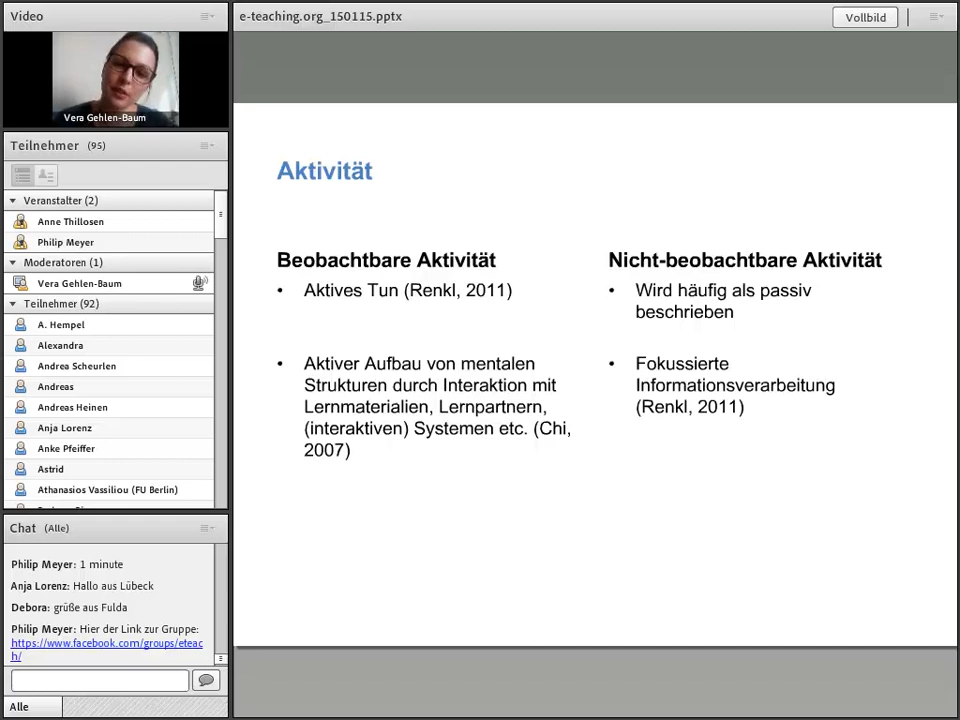 Video
Vera Gehlen-Baum
Teilnehmer (95)
Veranstalter (2)
Anne Thillosen
Philip Meyer
Moderatoren (1)
Vera Gehlen-Baum
Teilnehmer (92)
A. Hempel
Alexandra
Andrea Scheurlen
Andreas
Andreas Heinen
Anja Lorenz
Anke Pfeiffer
Astrid
Athanasios Vassiliou (FU Berlin)
Chat (Alle)
Philip Meyer: 1 minute
Anja Lorenz: Hallo aus Lübeck
Debora: grüße aus Fulda
Philip Meyer: Hier der Link zur Gruppe:
https://www.facebook.com/groups/eteac
h/
Alle
e-teaching.org_150115.pptx
Vollbild
Aktivität
Beobachtbare Aktivität
• Aktives Tun (Renkl, 2011)
• Aktiver Aufbau von mentalen
Strukturen durch Interaktion mit
Lernmaterialien, Lernpartnern,
(interaktiven) Systemen etc. (Chi,
2007)
Nicht-beobachtbare Aktivität
• Wird häufig als passiv
beschrieben
• Fokussierte
Informationsverarbeitung
(Renkl, 2011)